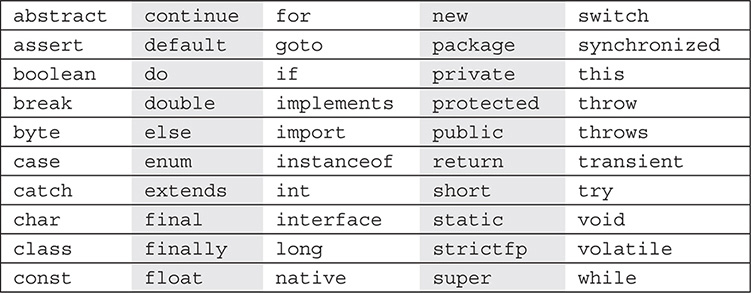 abstract continue for new switch
assert default goto package synchronized
boolean do if private this
break double implements protected throw
byte else import public throws
case enum instanceof return transient
catch extends int short try
char final interface static void
class finally long strictfp volatile
const float native super while